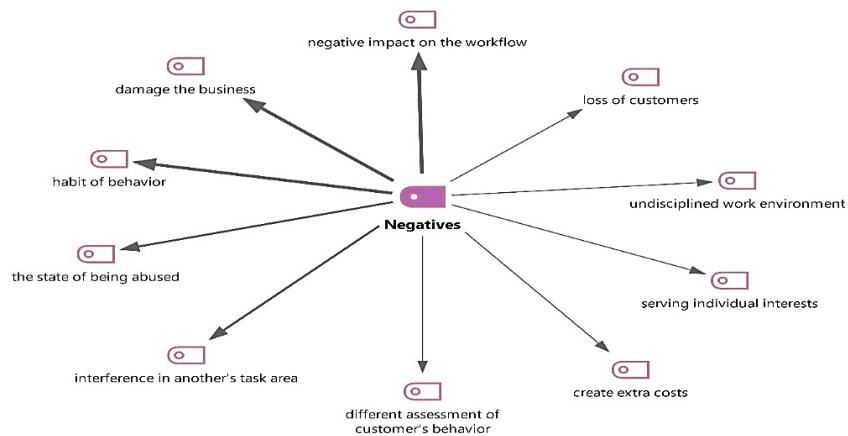 negative impact on the workflow
damage the business
loss of customers
habit of behavior
undisciplined work environment
Negatives
the state of being abused
serving individual interests
interference in another's task area
create extra costs
different assessment of
customer's behavior